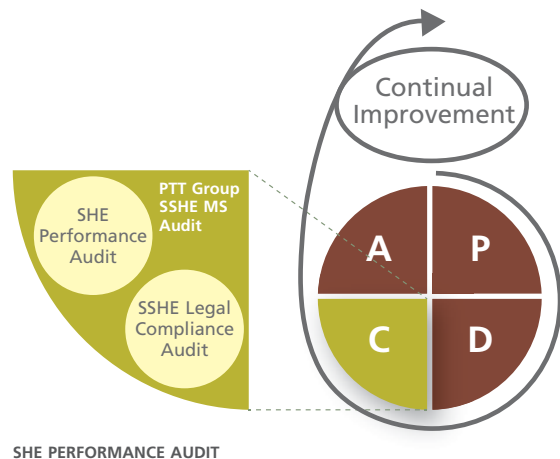 Continual
Improvement
PTT Group
SSHE MS
Audit
SHE
Performance
Audit
SSHE Legal
Compliance
Audit
A
P
C
D
SHE PERFORMANCE AUDIT